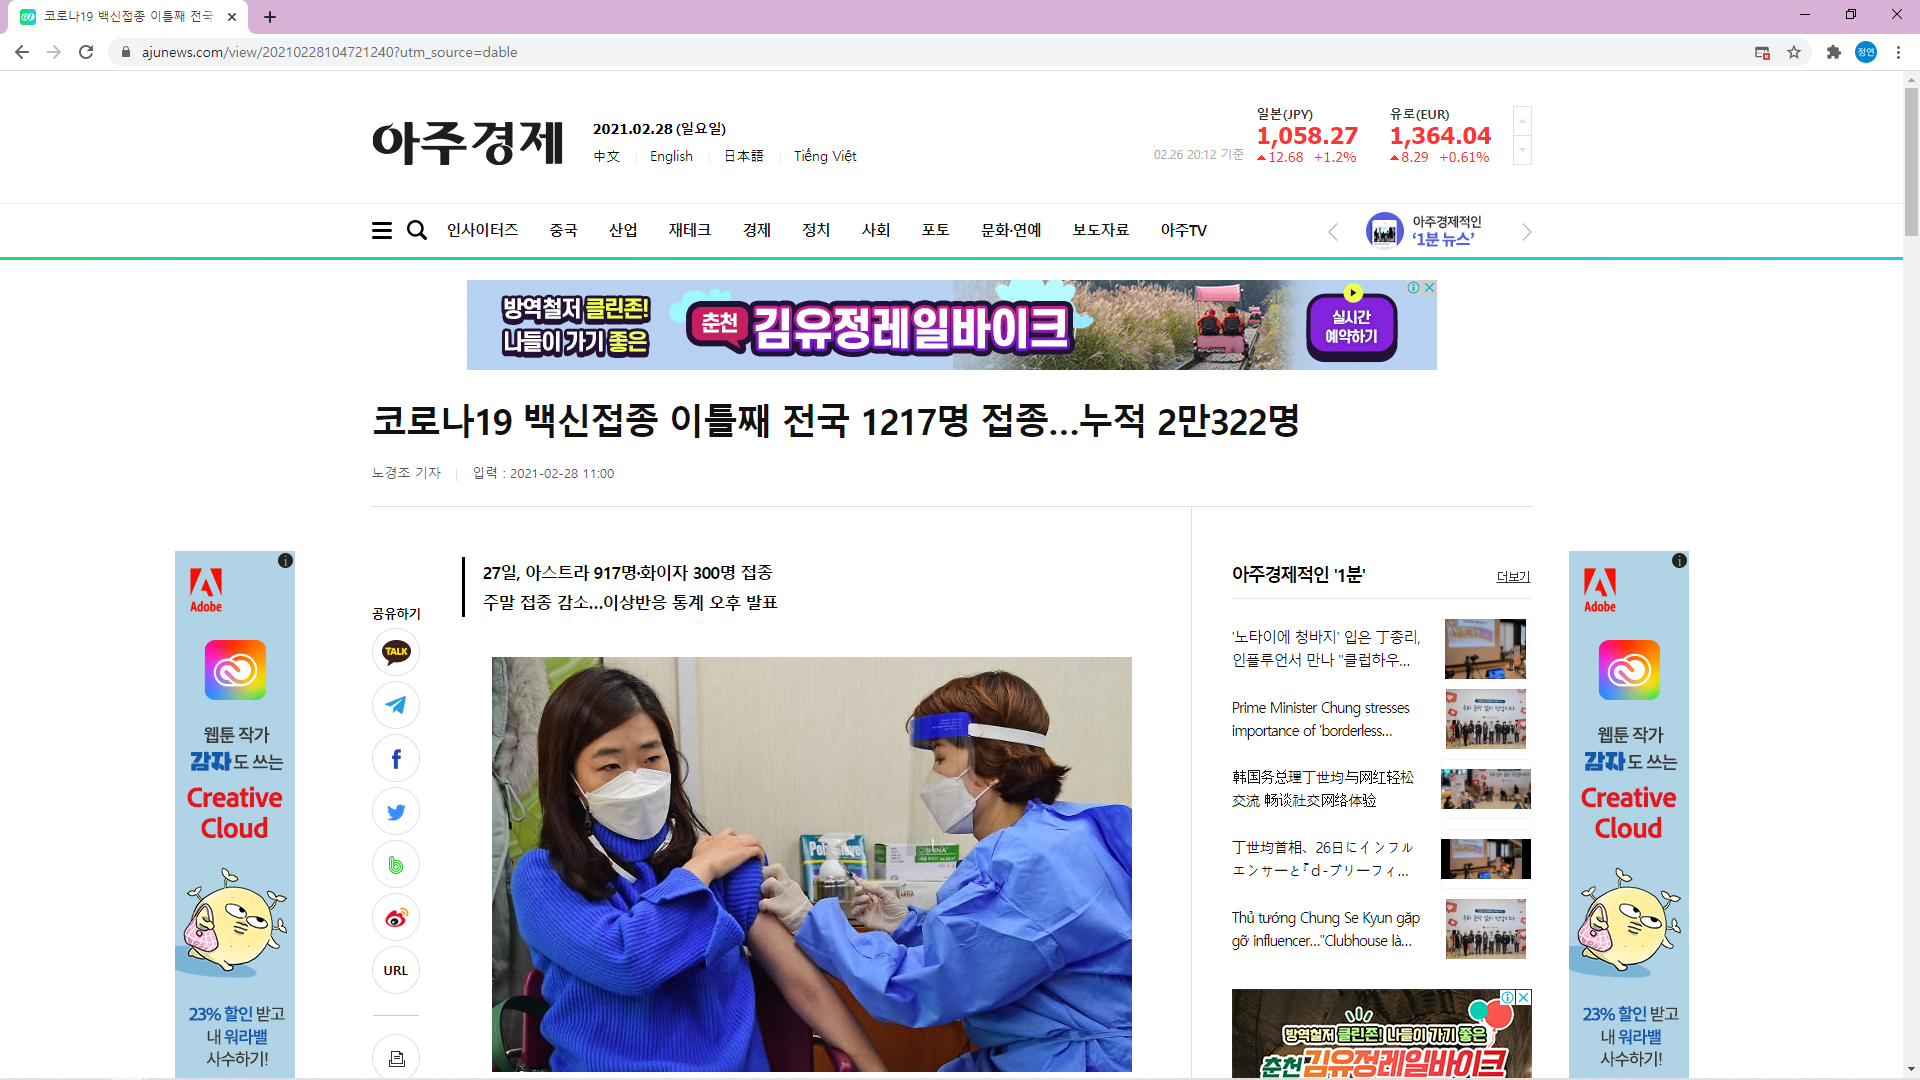 코로나19 백신접종 이틀째 전국
ajunews.com/view/20210228104721240?utm_source=dable
정연
아주경제
2021.02.28 (일요일)
中文 English 日本語 Tiếng Việt
02.26 20:12 기준
일본(JPY)
1,058.27
12.68 +1.2%
유로(EUR)
1,364.04
8.29 +0.61%
인사이터즈 중국 산업 재테크 경제 정치 사회 포토 문화·연예 보도자료 아주TV
아주경제적인
‘1분 뉴스’
방역철저 클린존!
나들이 가기 좋은
춘천 김유정레일바이크
실시간
예약하기
코로나19 백신접종 이틀째 전국 1217명 접종…누적 2만322명
노경조 기자 입력 : 2021-02-28 11:00
Adobe
웹툰 작가
감자도 쓰는
Creative
Cloud
23% 할인 받고
내 워라밸
사수하기!
공유하기
TALK
URL
27일, 아스트라 917명·화이자 300명 접종
주말 접종 감소…이상반응 통계 오후 발표
아주경제적인 '1분'
더보기
'노타이에 청바지' 입은 丁총리,
인플루언서 만나 "클럽하우...
Prime Minister Chung stresses
importance of 'borderless...
韩国务总理丁世均与网红轻松
交流 畅谈社交网络体验
丁世均首相、26日にインフル
エンサーと『d-ブリーフィ...
Thủ tướng Chung Se Kyun gặp
gỡ influencer..."Clubhouse là...
방역철저 클린존! 나들이 가기 좋은
춘천 김유정레일바이크
Adobe
웹툰 작가
감자도 쓰는
Creative
Cloud
23% 할인 받고
내 워라밸
사수하기!